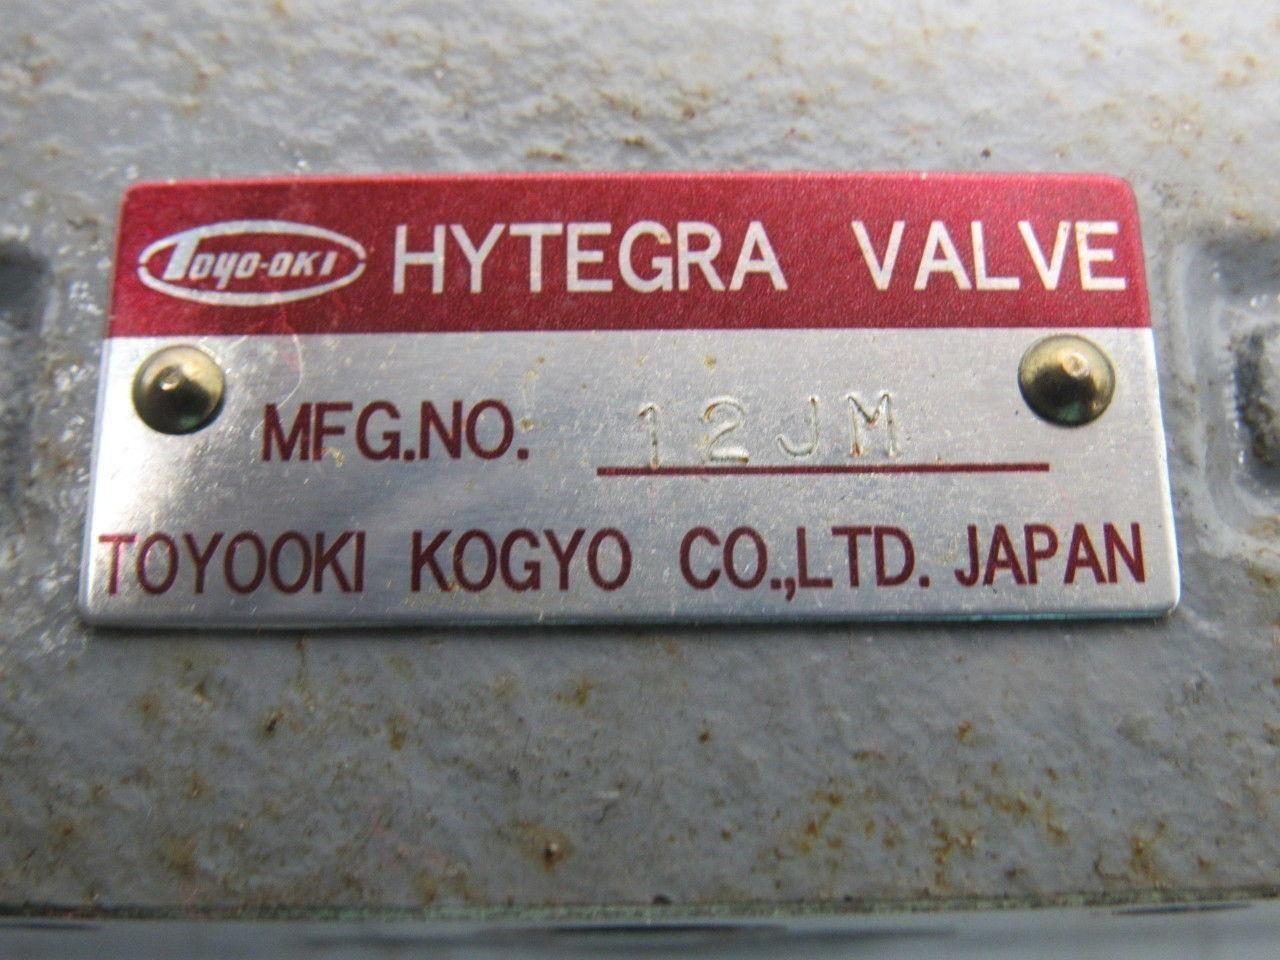 TOYO-OKI HYTEGRA VALVE
MFG.NO. 12JM
TOYOOKI KOGYO CO.,LTD. JAPAN